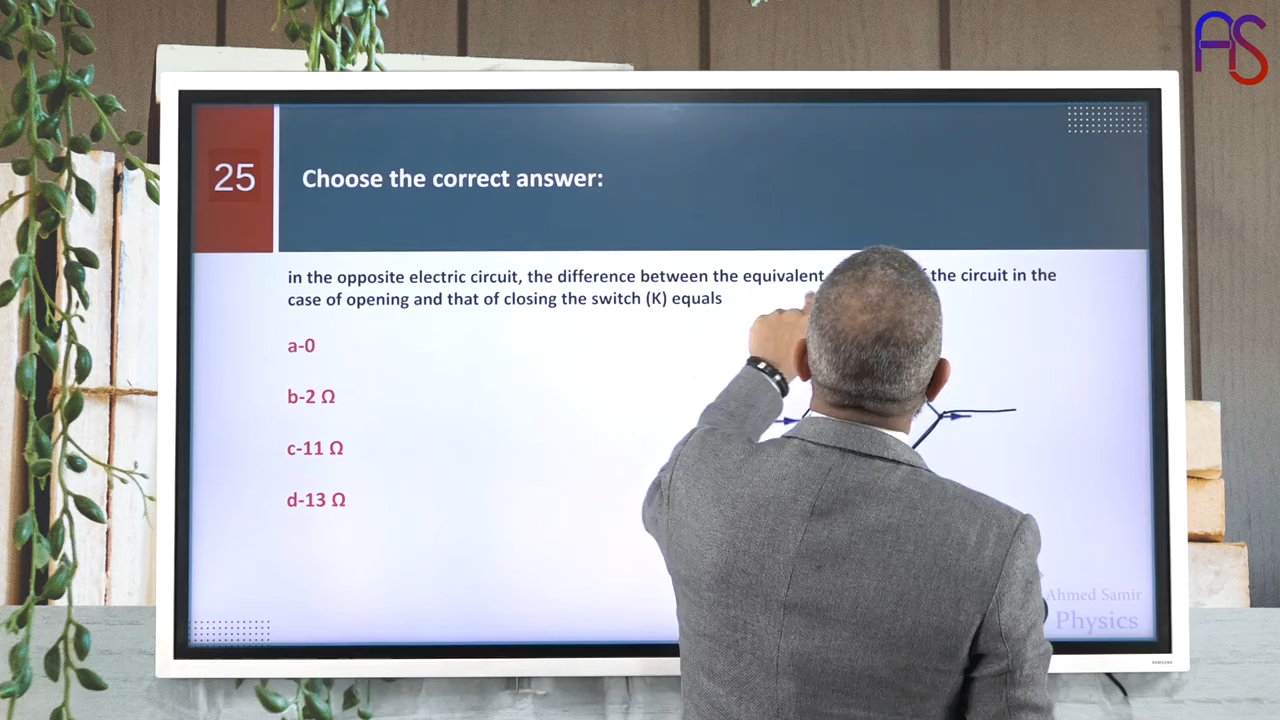 AS
25
Choose the correct answer:
in the opposite electric circuit, the difference between the equivalent the circuit in the
case of opening and that of closing the switch (K) equals
a-0
b-2 Ω
c-11 Ω
d-13 Ω
Ahmed Samir
Physics
SAMSUNG